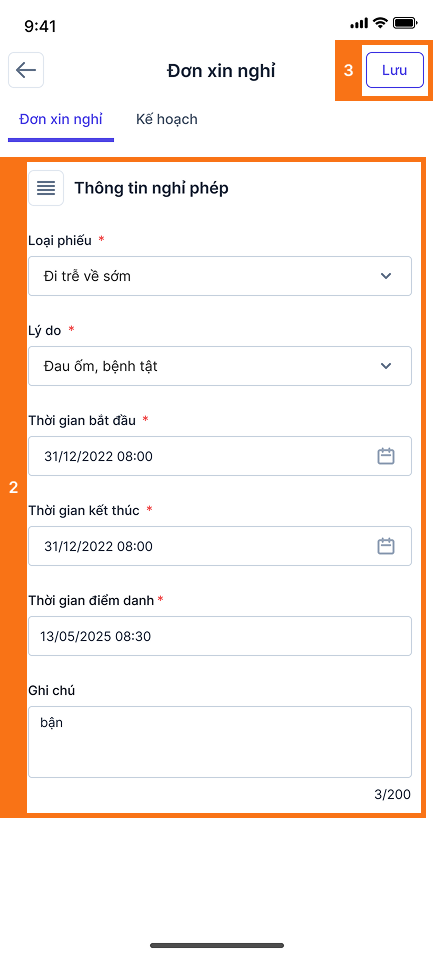 9:41
Đơn xin nghỉ
3
Lưu
Đơn xin nghỉ
Kế hoạch
Thông tin nghỉ phép
Loại phiếu *
Đi trễ về sớm
Lý do *
Đau ốm, bệnh tật
Thời gian bắt đầu *
31/12/2022 08:00
2
Thời gian kết thúc *
31/12/2022 08:00
Thời gian điểm danh *
13/05/2025 08:30
Ghi chú
bận
3/200